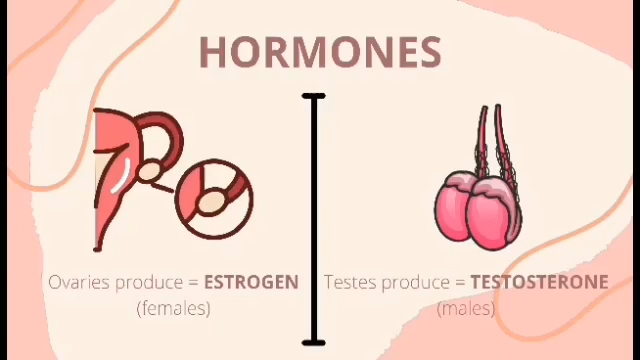 HORMONES
Ovaries produce = ESTROGEN
(females)
Testes produce = TESTOSTERONE
(males)